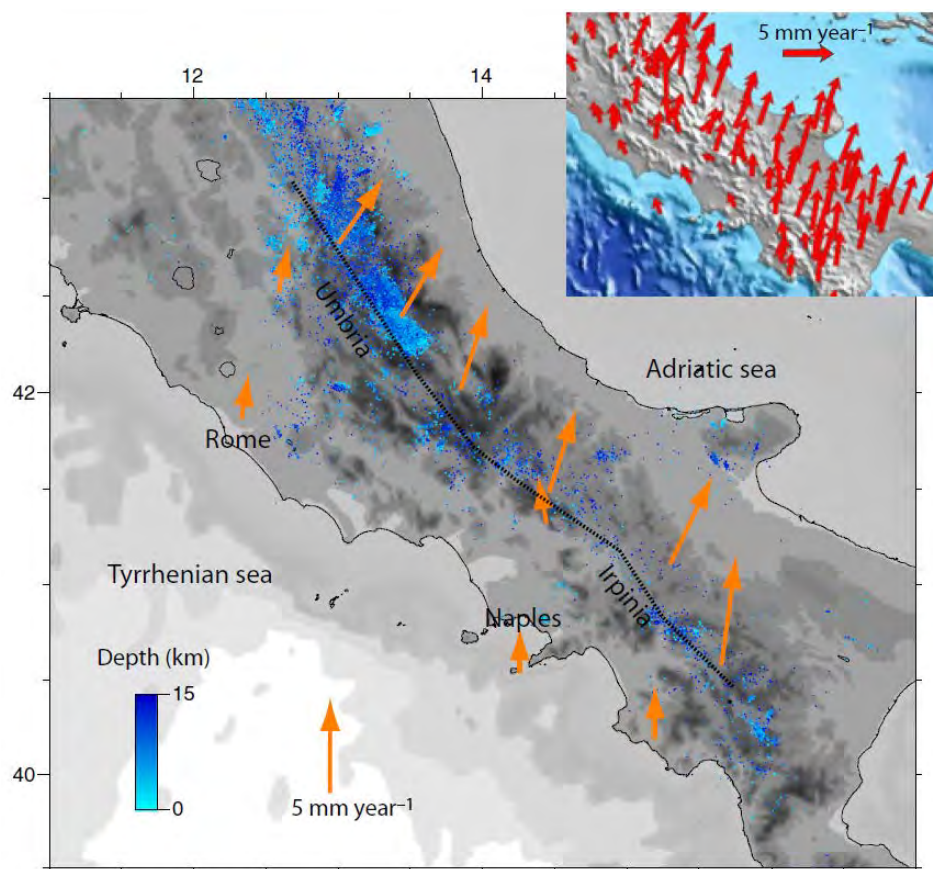 12
14
5 mm year⁻¹
Umbria
42
Adriatic sea
Rome
Tyrrhenian sea
Irpinia
Naples
Depth (km)
15
0
40
5 mm year⁻¹